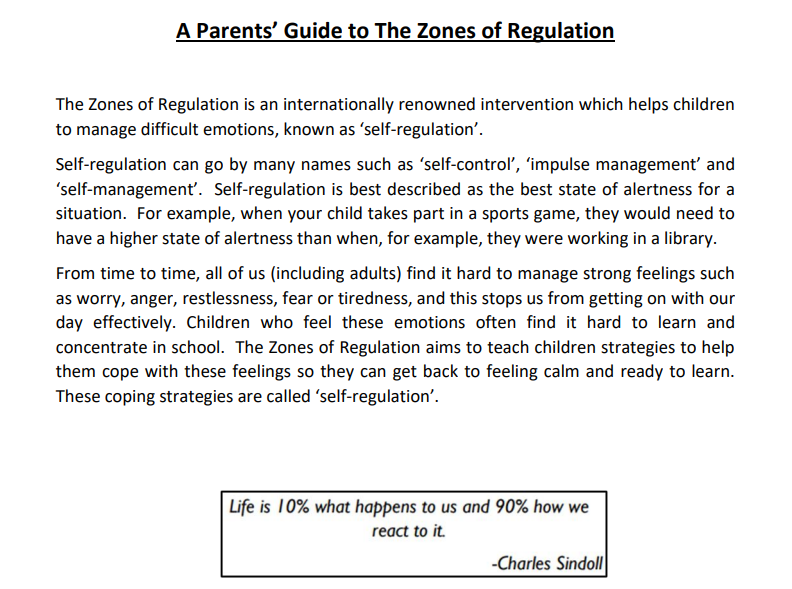 A Parents’ Guide to The Zones of Regulation
The Zones of Regulation is an internationally renowned intervention which helps children
to manage difficult emotions, known as ‘self-regulation’.
Self-regulation can go by many names such as ‘self-control’, ‘impulse management’ and
‘self-management’.  Self-regulation is best described as the best state of alertness for a
situation.  For example, when your child takes part in a sports game, they would need to
have a higher state of alertness than when, for example, they were working in a library.
From time to time, all of us (including adults) find it hard to manage strong feelings such
as worry, anger, restlessness, fear or tiredness, and this stops us from getting on with our
day effectively. Children who feel these emotions often find it hard to learn and
concentrate in school.  The Zones of Regulation aims to teach children strategies to help
them cope with these feelings so they can get back to feeling calm and ready to learn.
These coping strategies are called ‘self-regulation’.
Life is 10% what happens to us and 90% how we
react to it.
-Charles Sindoll